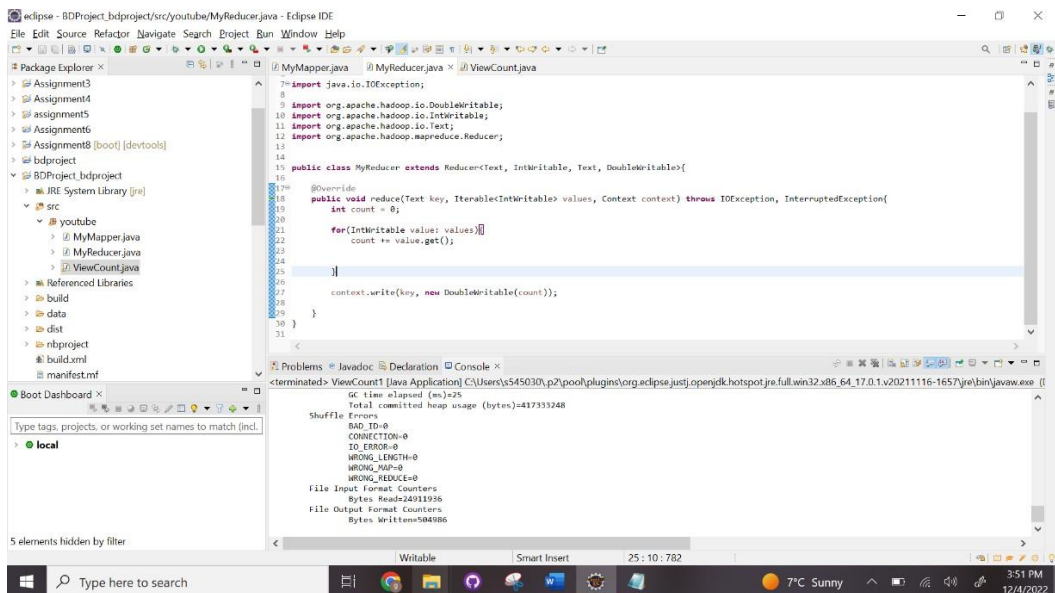 eclipse - BDProject_bdproject/src/youtube/MyReducer.java - Eclipse IDE
File Edit Source Refactor Navigate Search Project Run Window Help
Package Explorer ×
Assignment3
Assignment4
assignment5
Assignment6
Assignment8 [boot] [devtools]
bdproject
BDProject_bdproject
JRE System Library [jre]
src
youtube
MyMapper.java
MyReducer.java
ViewCount.java
Referenced Libraries
build
data
dist
nbproject
build.xml
manifest.mf
Boot Dashboard ×
Type tags, projects, or working set names to match (incl.
local
5 elements hidden by filter
MyMapper.java MyReducer.java × ViewCount.java
7 import java.io.IOException;
8
9 import org.apache.hadoop.io.DoubleWritable;
10 import org.apache.hadoop.io.IntWritable;
11 import org.apache.hadoop.io.Text;
12 import org.apache.hadoop.mapreduce.Reducer;
13
14
15 public class MyReducer extends Reducer<Text, IntWritable, Text, DoubleWritable>{
16
17 @Override
18 public void reduce(Text key, Iterable<IntWritable> values, Context context) throws IOException, InterruptedException{
19 int count = 0;
20
21 for(IntWritable value: values){
22 count += value.get();
23
24
25 }
26
27 context.write(key, new DoubleWritable(count));
28
29 }
30 }
31
Problems Javadoc Declaration Console ×
<terminated> ViewCount1 [Java Application] C:\Users\s545030\.p2\pool\plugins\org.eclipse.justj.openjdk.hotspot.jre.full.win32.x86_64_17.0.1.v20211116-1657\jre\bin\javaw.exe
GC time elapsed (ms)=25
Total committed heap usage (bytes)=417333248
Shuffle Errors
BAD_ID=0
CONNECTION=0
IO_ERROR=0
WRONG_LENGTH=0
WRONG_MAP=0
WRONG_REDUCE=0
File Input Format Counters
Bytes Read=24911936
File Output Format Counters
Bytes Written=504986
Writable Smart Insert 25 : 10 : 782
Type here to search
7°C Sunny
3:51 PM
12/4/2022